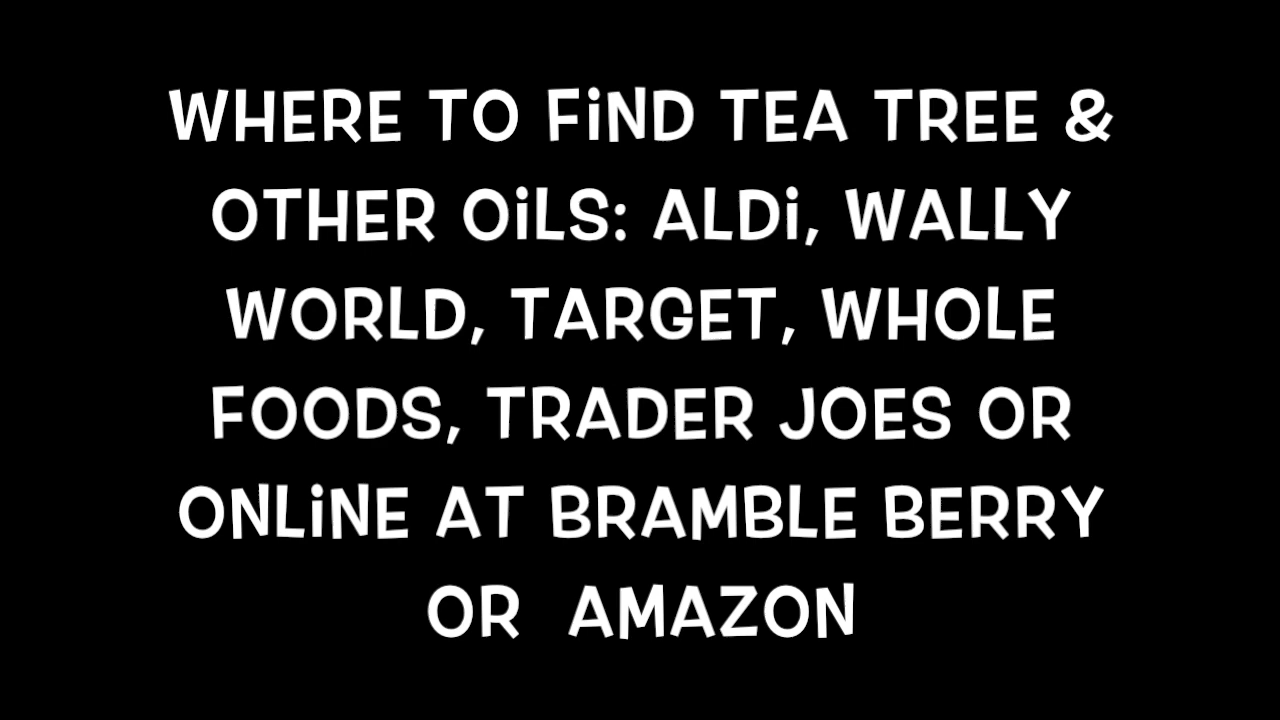 WHERE TO FiND TEA TREE &
OTHER OiLS: ALDi, WALLY
WORLD, TARGET, WHOLE
FOODS, TRADER JOES OR
ONLiNE AT BRAMBLE BERRY
OR  AMAZON